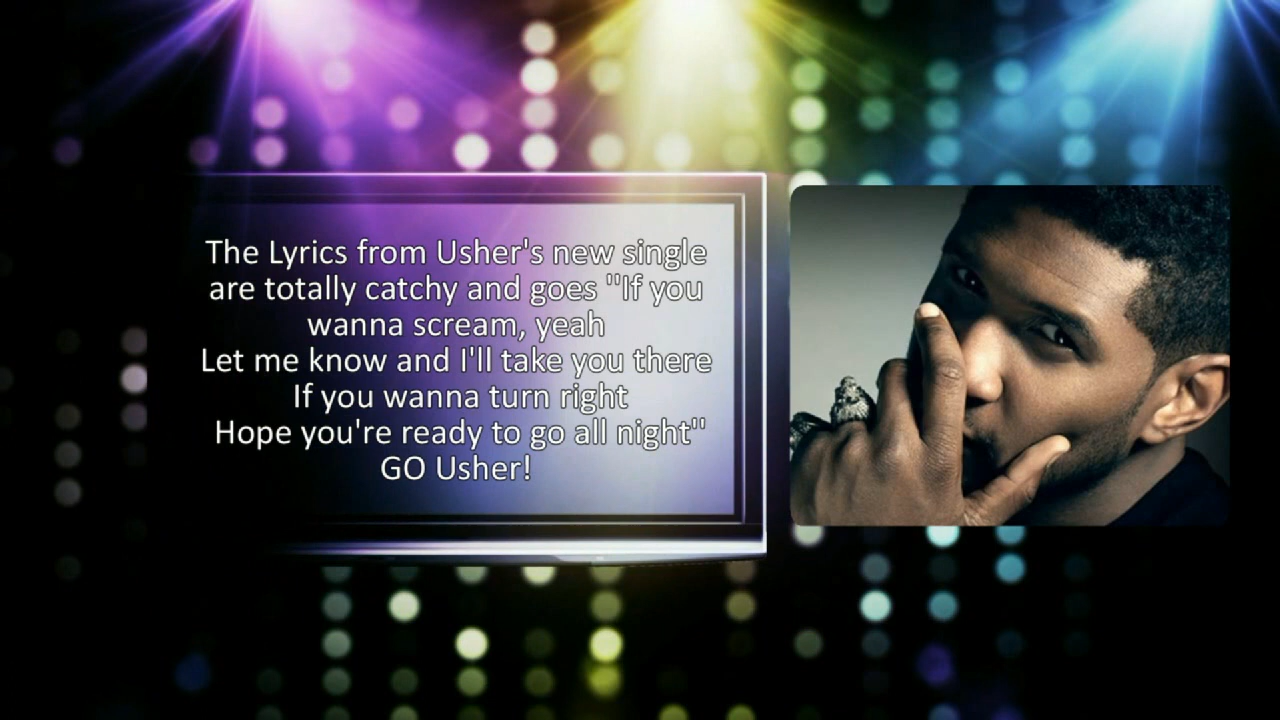 The Lyrics from Usher's new single
are totally catchy and goes "If you
wanna scream, yeah
Let me know and I'll take you there
If you wanna turn right
Hope you're ready to go all night"
GO Usher!